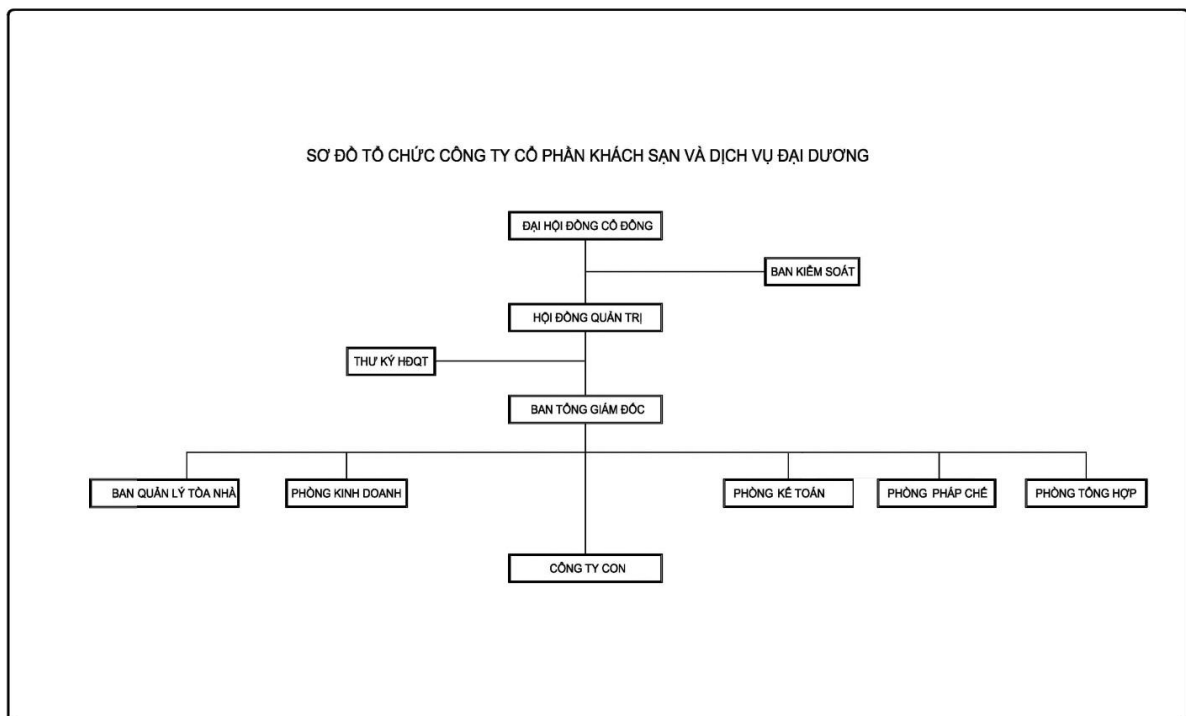 SƠ ĐỒ TỔ CHỨC CÔNG TY CỔ PHẦN KHÁCH SẠN VÀ DỊCH VỤ ĐẠI DƯƠNG
ĐẠI HỘI ĐỒNG CỔ ĐÔNG
BAN KIỂM SOÁT
HỘI ĐỒNG QUẢN TRỊ
THƯ KÝ HĐQT
BAN TỔNG GIÁM ĐỐC
BAN QUẢN LÝ TÒA NHÀ
PHÒNG KINH DOANH
PHÒNG KẾ TOÁN
PHÒNG PHÁP CHẾ
PHÒNG TỔNG HỢP
CÔNG TY CON